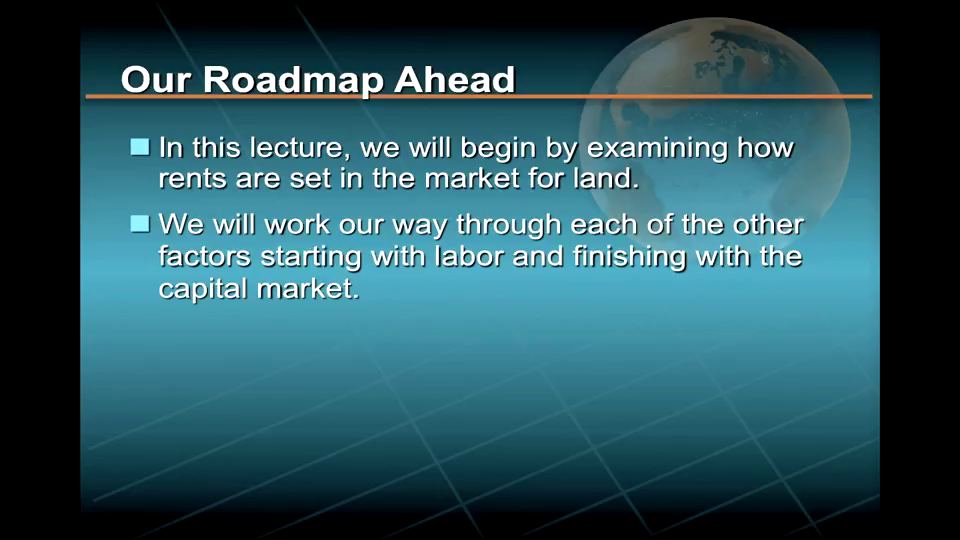 Our Roadmap Ahead
In this lecture, we will begin by examining how
rents are set in the market for land.
We will work our way through each of the other
factors starting with labor and finishing with the
capital market.